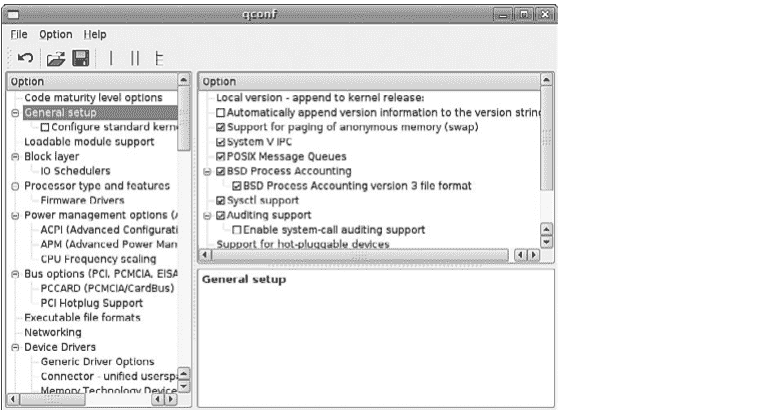 qconf
File Option Help
Option
Code maturity level options
General setup
Configure standard kern
Loadable module support
Block layer
IO Schedulers
Processor type and features
Firmware Drivers
Power management options (A
ACPI (Advanced Configurati
APM (Advanced Power Man
CPU Frequency scaling
Bus options (PCI, PCMCIA, EISA
PCCARD (PCMCIA/CardBus)
PCI Hotplug Support
Executable file formats
Networking
Device Drivers
Generic Driver Options
Connector - unified userspa
Memory Technology Device
Option
Local version - append to kernel release:
Automatically append version information to the version string
Support for paging of anonymous memory (swap)
System V IPC
POSIX Message Queues
BSD Process Accounting
BSD Process Accounting version 3 file format
Sysctl support
Auditing support
Enable system-call auditing support
Support for hot-pluggable devices
General setup